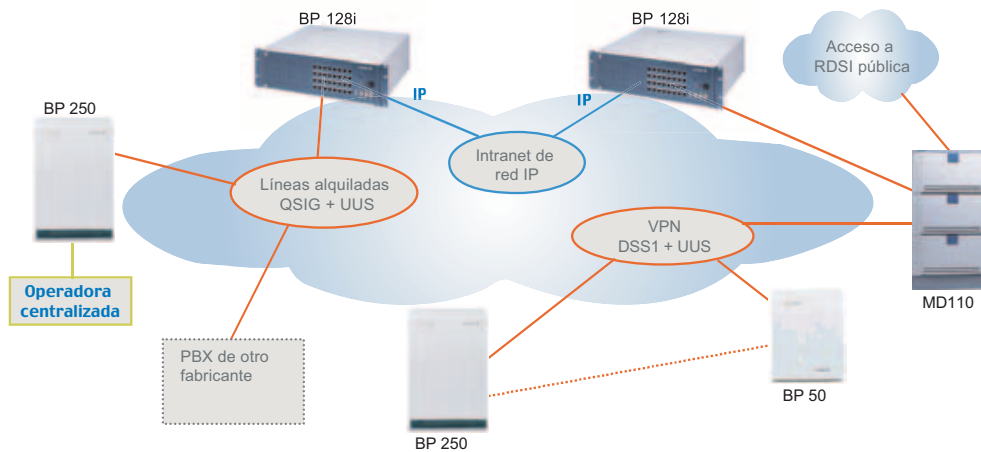 BP 128i
BP 128i
Acceso a
RDSI pública
BP 250
IP
IP
Intranet de
red IP
Líneas alquiladas
QSIG + UUS
VPN
DSS1 + UUS
Operadora
centralizada
MD110
PBX de otro
fabricante
BP 50
BP 250